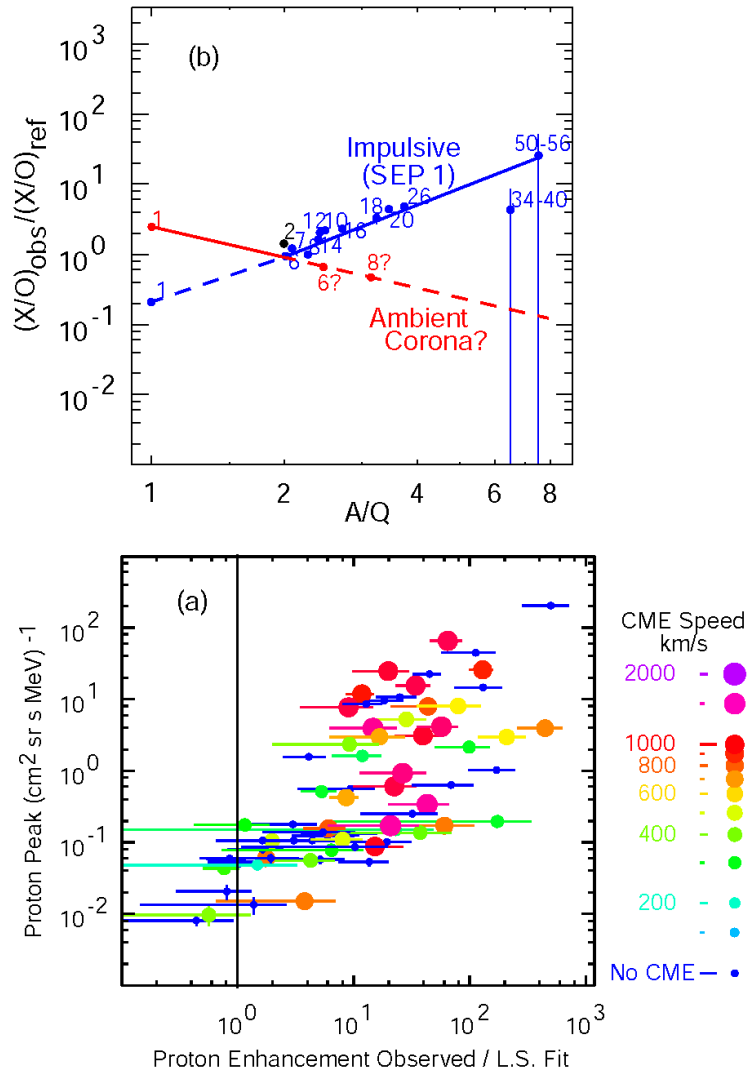 (b)
10²
10¹
10⁰
10⁻¹
10⁻²
(X/O)obs/(X/O)ref
Impulsive
(SEP 1)
50-56
34-40
26
20
18
16
10
12
14
8
7
6
2
1
1
6?
8?
Ambient
Corona?
1 2 4 6 8
A/Q
(a)
10²
10¹
10⁰
10⁻¹
10⁻²
Proton Peak (cm² sr s MeV)⁻¹
10⁰ 10¹ 10² 10³
Proton Enhancement Observed / L.S. Fit
CME Speed
km/s
2000
1000
800
600
400
200
No CME